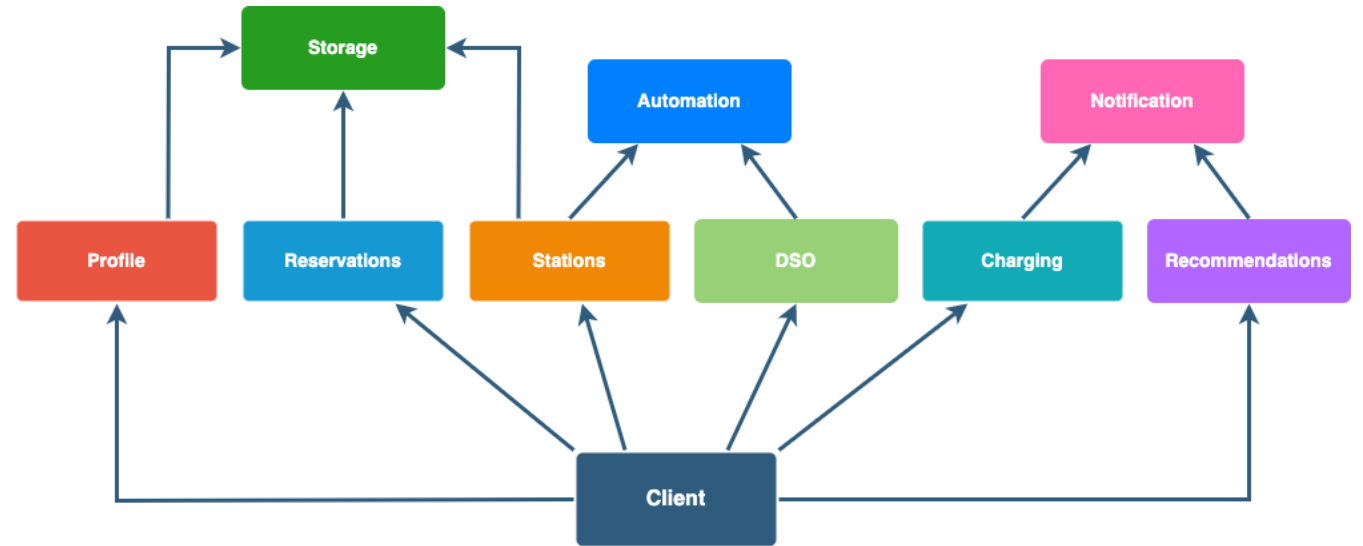 Storage
Automation
Notification
Profile
Reservations
Stations
DSO
Charging
Recommendations
Client